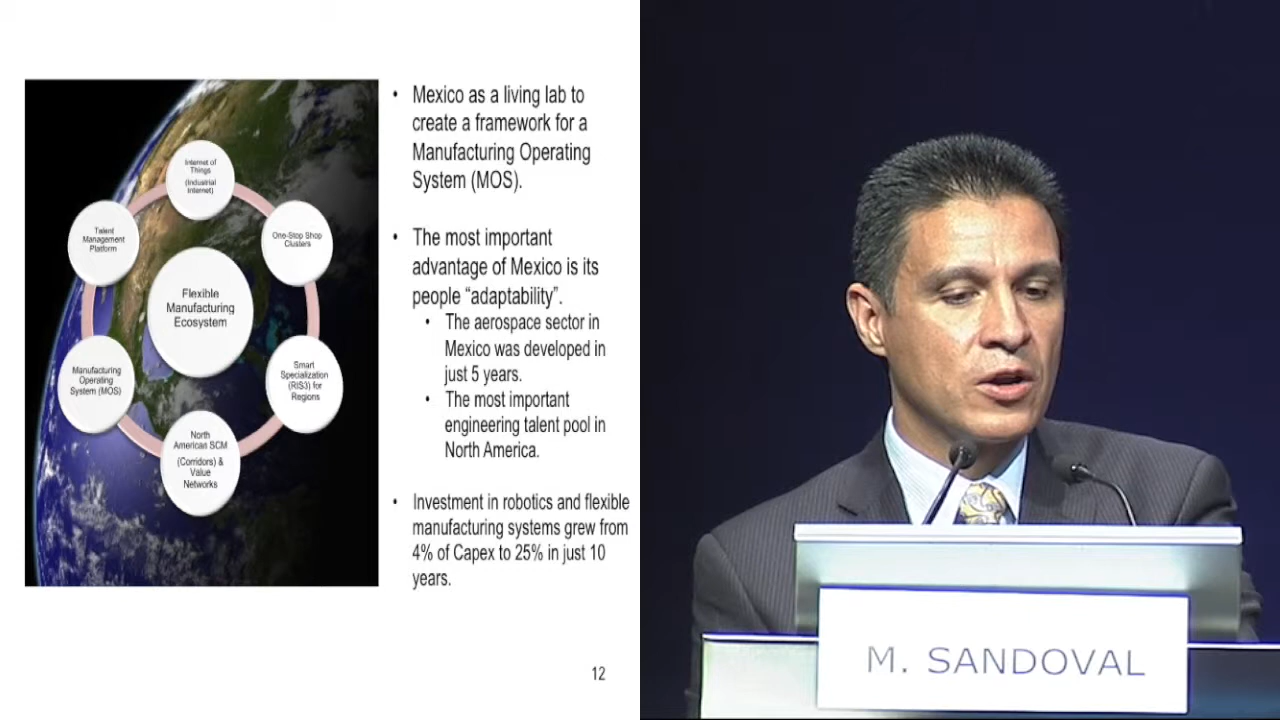 Internet of
Things
(Industrial
Internet)
Talent
Management
Platform
One-Stop Shop
Clusters
Flexible
Manufacturing
Ecosystem
Manufacturing
Operating
System (MOS)
Smart
Specialization
(RIS3) for
Regions
North
American SCM
(Corridors) &
Value
Networks
• Mexico as a living lab to
create a framework for a
Manufacturing Operating
System (MOS).
• The most important
advantage of Mexico is its
people “adaptability”.
• The aerospace sector in
Mexico was developed in
just 5 years.
• The most important
engineering talent pool in
North America.
• Investment in robotics and flexible
manufacturing systems grew from
4% of Capex to 25% in just 10
years.
12
M. SANDOVAL